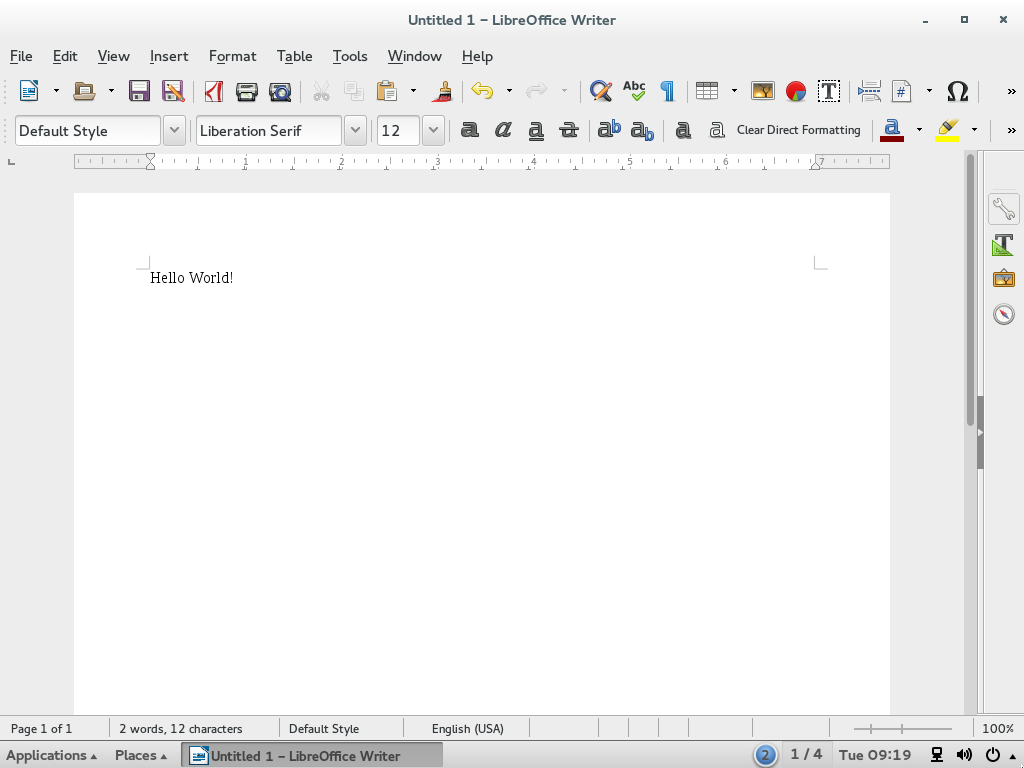 Untitled 1 – LibreOffice Writer
File Edit View Insert Format Table Tools Window Help
Abc
Default Style Liberation Serif 12 Clear Direct Formatting
1 2 3 4 5 6 7
Hello World!
Page 1 of 1 2 words, 12 characters Default Style English (USA) 100%
Applications Places Untitled 1 – LibreOffice Writer 2 1 / 4 Tue 09:19